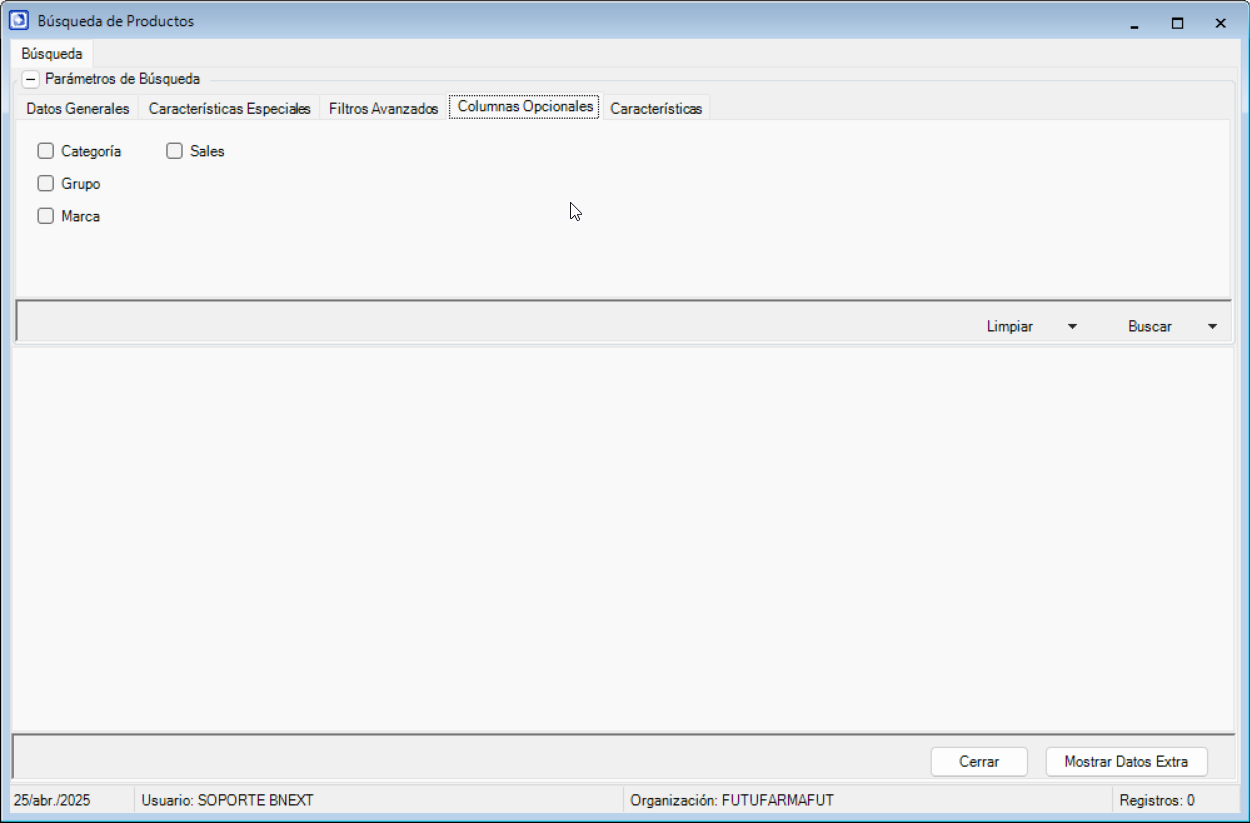 Búsqueda de Productos
Búsqueda
Parámetros de Búsqueda
Datos Generales Características Especiales Filtros Avanzados Columnas Opcionales Características
Categoría Sales
Grupo
Marca
Limpiar Buscar
Cerrar Mostrar Datos Extra
25/abr./2025 Usuario: SOPORTE BNEXT Organización: FUTUFARMAFUT Registros: 0